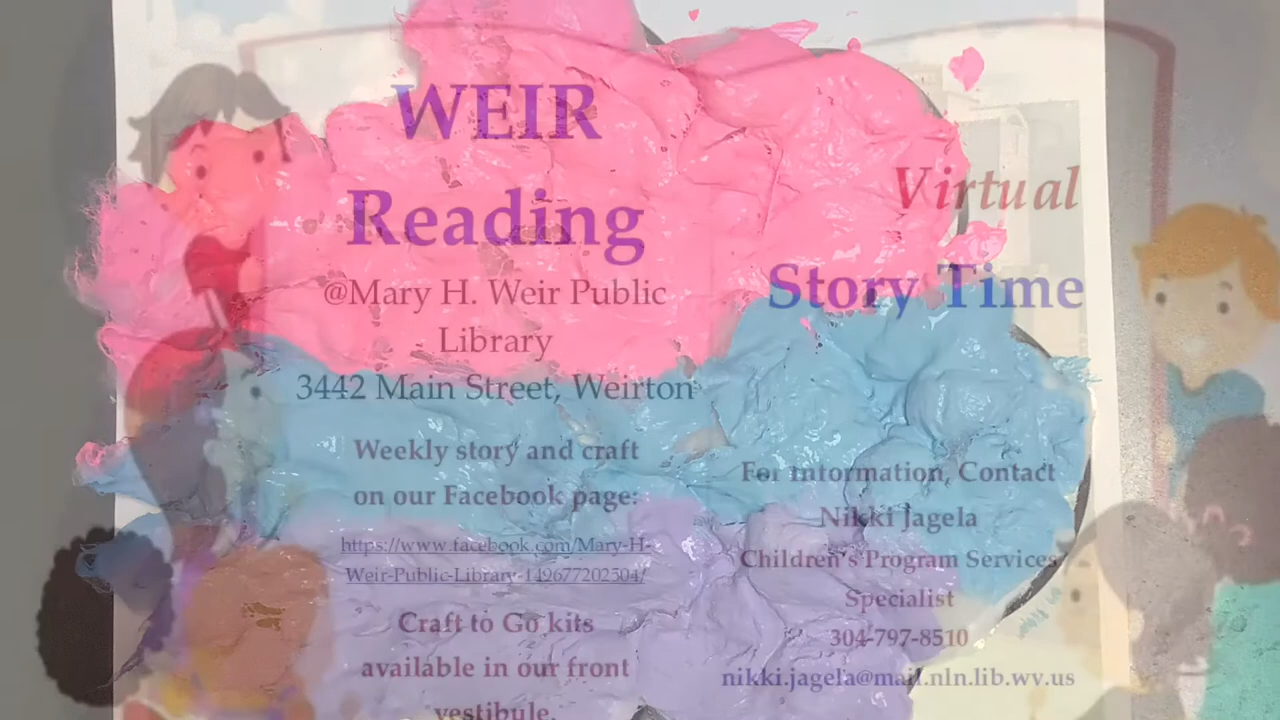 WEIR
Reading
@Mary H. Weir Public
Library
3442 Main Street, Weirton
Weekly story and craft
on our Facebook page:
https://www.facebook.com/Mary-H-
Weir-Public-Library-149677202504/
Craft to Go kits
available in our front
vestibule.
Virtual
Story Time
For information, Contact
Nikki Jagela
Children's Program Services
Specialist
304-797-8510
nikki.jagela@mail.nln.lib.wv.us